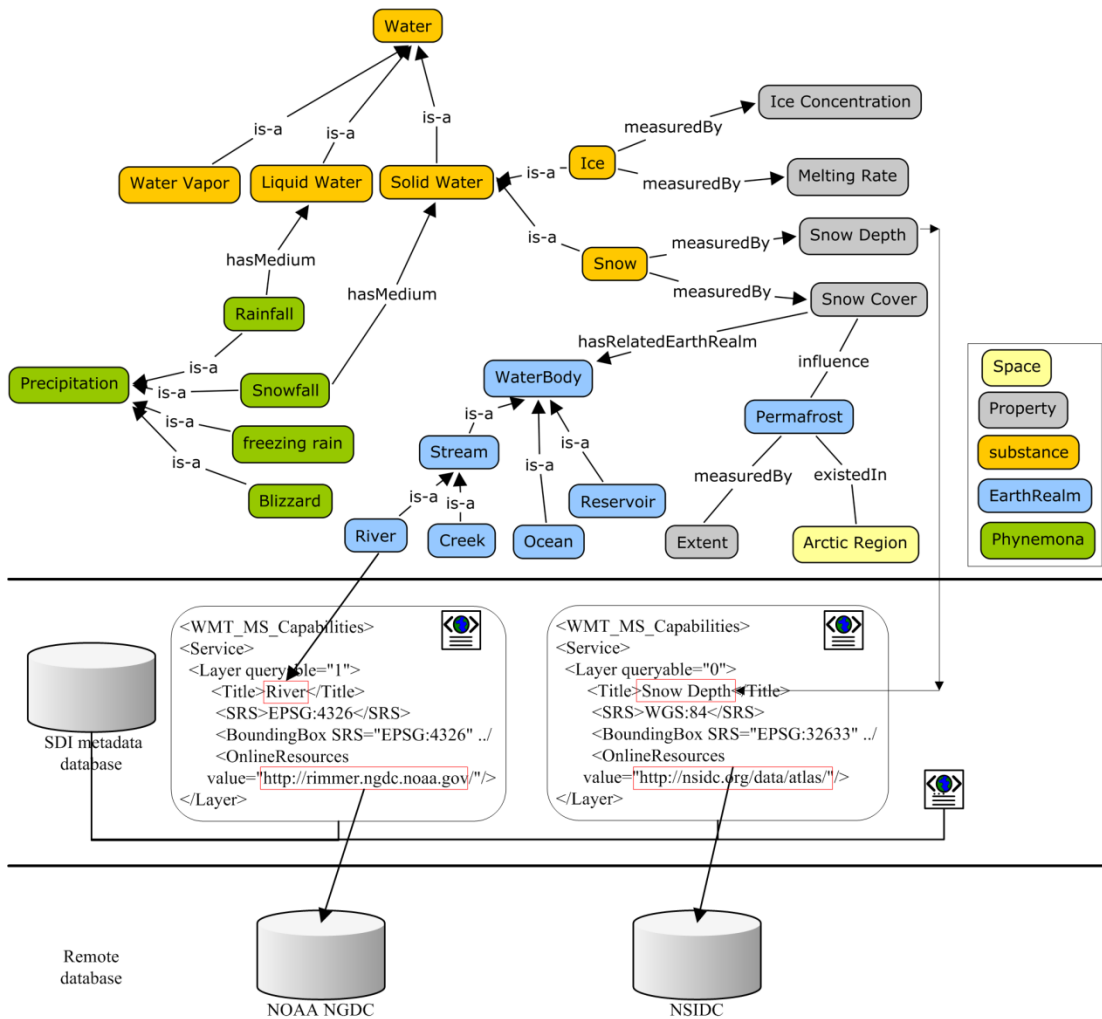 Water
is-a
is-a
is-a
Water Vapor
Liquid Water
Solid Water
is-a
Ice
measuredBy
Ice Concentration
measuredBy
Melting Rate
is-a
Snow
measuredBy
Snow Depth
measuredBy
Snow Cover
hasMedium
hasMedium
Rainfall
is-a
Precipitation
is-a
Snowfall
is-a
freezing rain
is-a
Blizzard
hasRelatedEarthRealm
WaterBody
influence
Permafrost
is-a
Stream
is-a
is-a
Reservoir
is-a
is-a
River
Creek
Ocean
measuredBy
existedIn
Extent
Arctic Region
Space
Property
substance
EarthRealm
Phynemona
SDI metadata
database
<WMT_MS_Capabilities>
<Service>
<Layer queryable="1">
<Title>River</Title>
<SRS>EPSG:4326</SRS>
<BoundingBox SRS="EPSG:4326" ../
<OnlineResources
value="http://rimmer.ngdc.noaa.gov/"/>
</Layer>
<WMT_MS_Capabilities>
<Service>
<Layer queryable="0">
<Title>Snow Depth</Title>
<SRS>WGS:84</SRS>
<BoundingBox SRS="EPSG:32633" ../
<OnlineResources
value="http://nsidc.org/data/atlas/"/>
</Layer>
Remote
database
NOAA NGDC
NSIDC